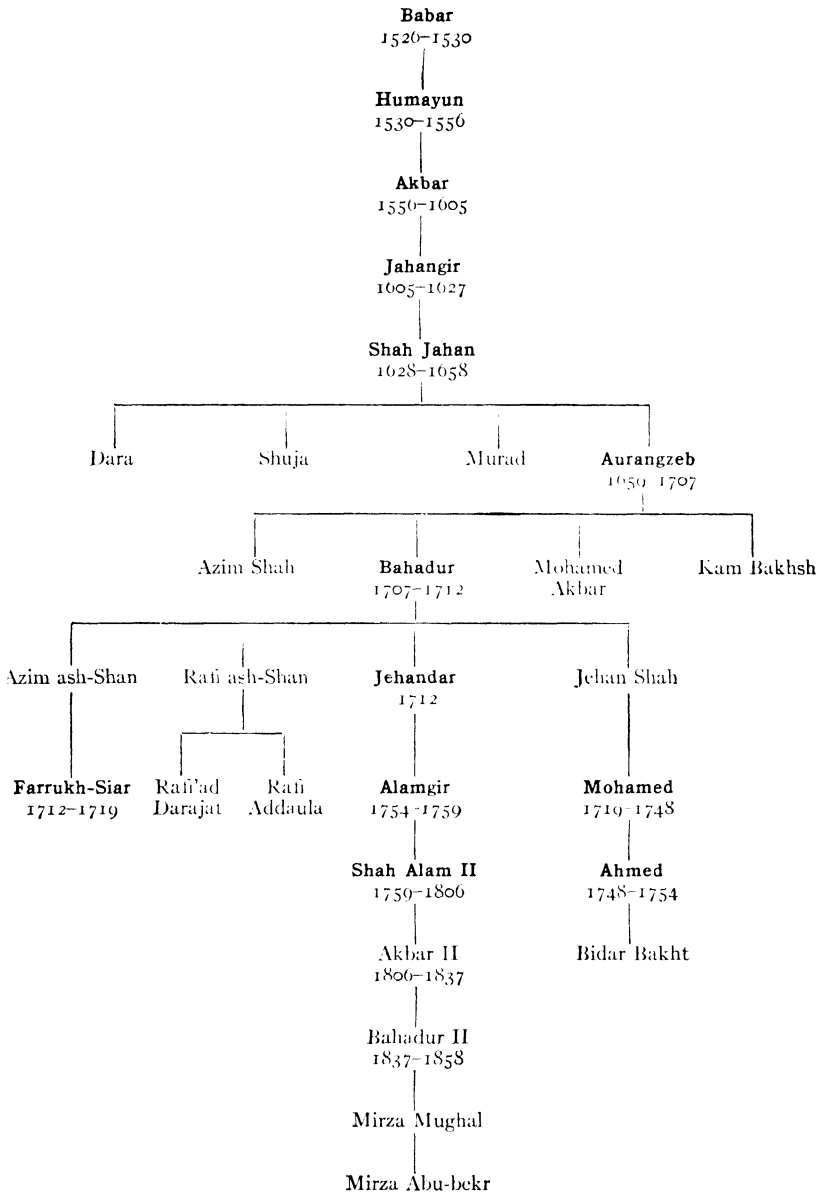 Babar
1526–1530
Humayun
1530–1556
Akbar
1556–1605
Jahangir
1605–1627
Shah Jahan
1628–1658
Dara Shuja Murad Aurangzeb
1659 1707
Azim Shah Bahadur Mohamed Kam Bakhsh
1707–1712 Akbar
Azim ash-Shan Rafi ash-Shan Jehandar Jehan Shah
1712
Farrukh-Siar Rafi'ad Rafi Alamgir Mohamed
1712–1719 Darajat Addaula 1754-1759 1719-1748
Shah Alam II Ahmed
1759-1806 1748-1754
Akbar II Bidar Bakht
1806-1837
Bahadur II
1837-1858
Mirza Mughal
Mirza Abu-bekr